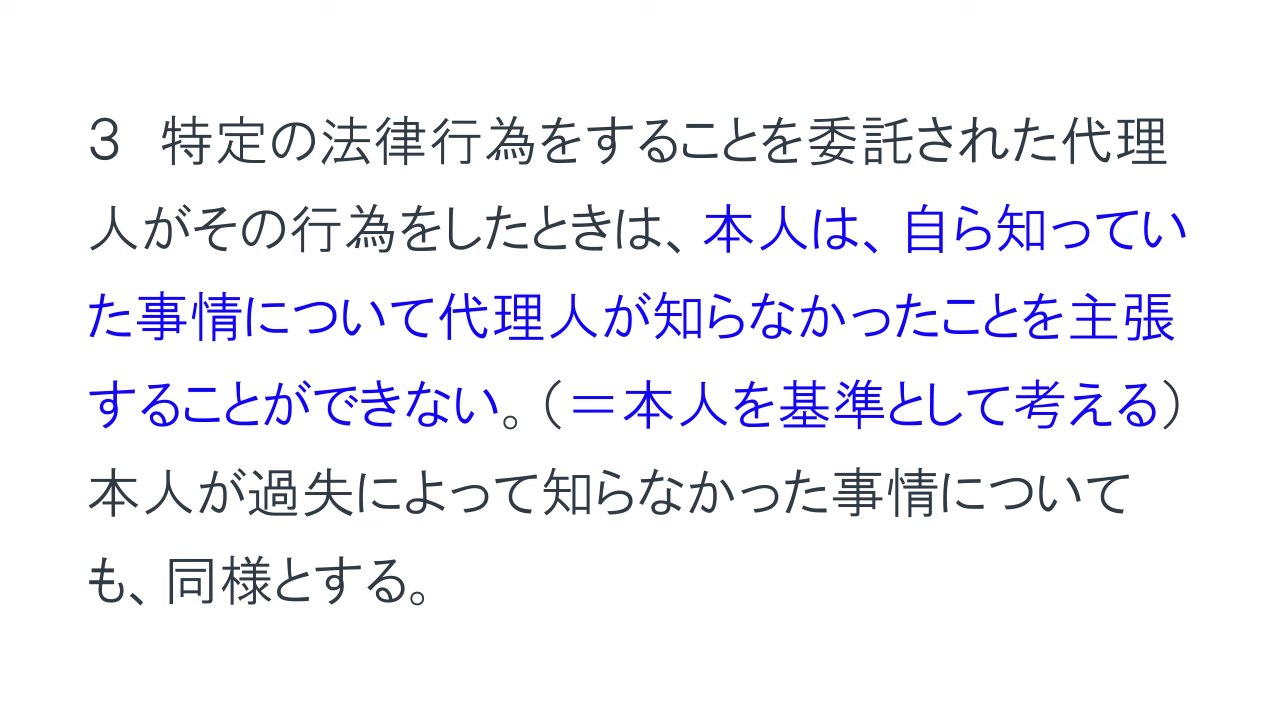 ３　特定の法律行為をすることを委託された代理
人がその行為をしたときは、本人は、自ら知ってい
た事情について代理人が知らなかったことを主張
することができない。（＝本人を基準として考える）
本人が過失によって知らなかった事情について
も、同様とする。